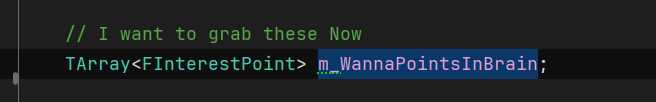 // I want to grab these Now
TArray<FInterestPoint> m_WannaPointsInBrain;